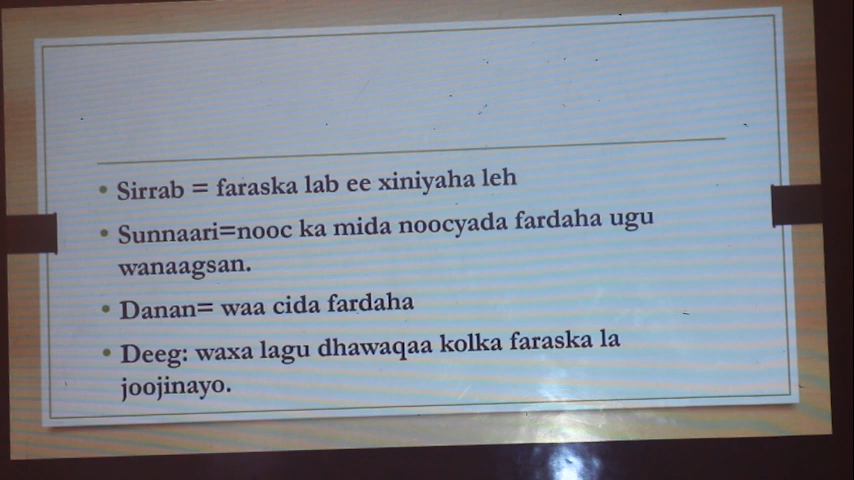 • Sirrab = faraska lab ee xiniyaha leh
• Sunnaari=nooc ka mida noocyada fardaha ugu
wanaagsan.
• Danan= waa cida fardaha
• Deeg: waxa lagu dhawaqaa kolka faraska la
joojinayo.